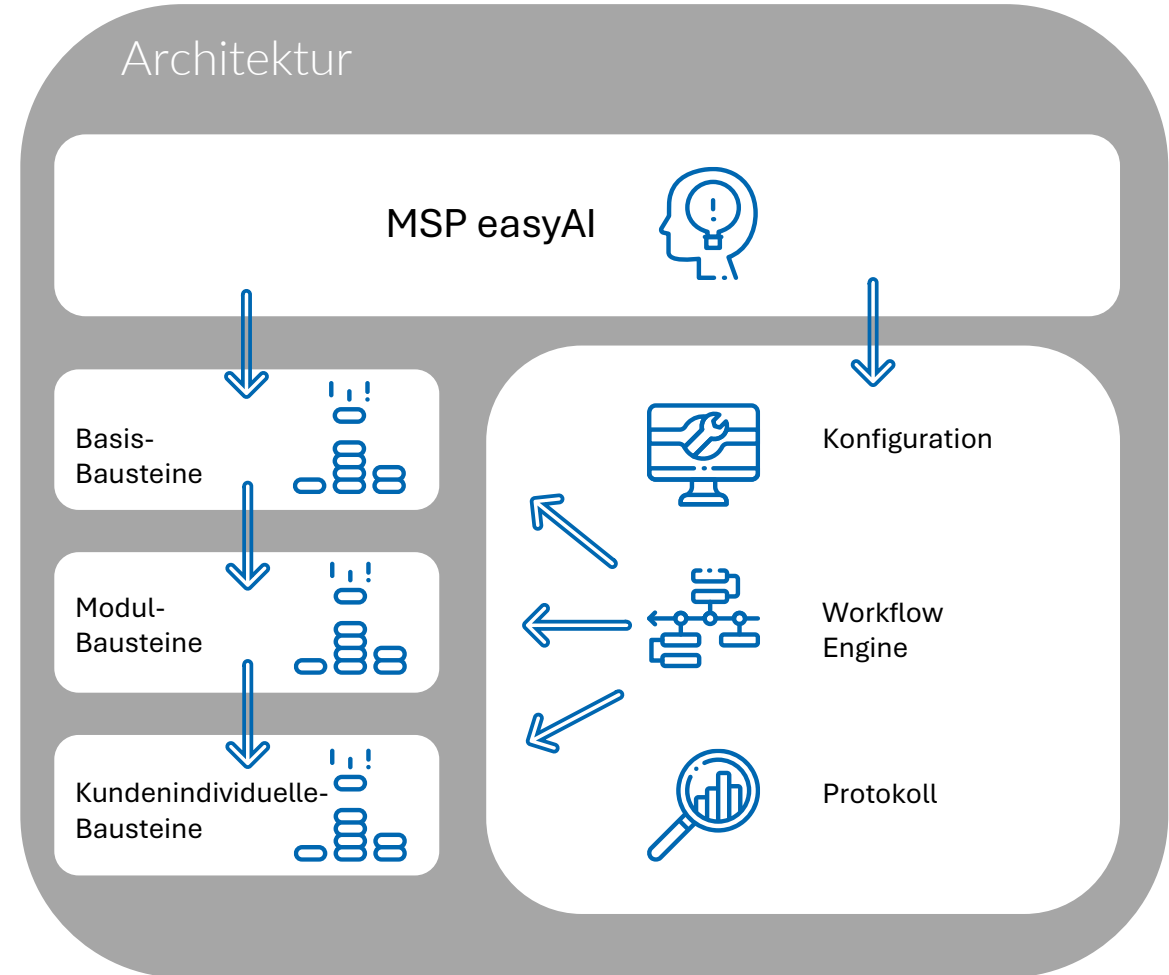 Architektur
MSP easyAI
Basis-
Bausteine
Modul-
Bausteine
Kundenindividuelle-
Bausteine
Konfiguration
Workflow
Engine
Protokoll